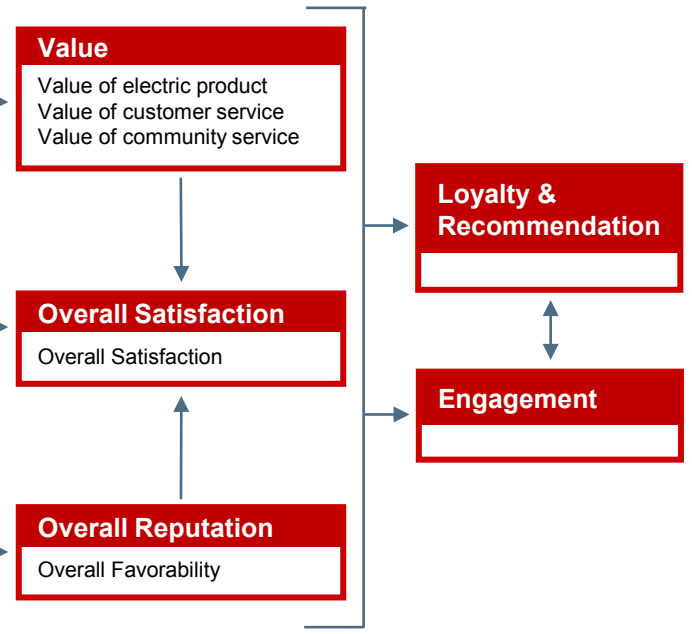 Value
Value of electric product
Value of customer service
Value of community service
Overall Satisfaction
Overall Satisfaction
Overall Reputation
Overall Favorability
Loyalty &
Recommendation
Engagement